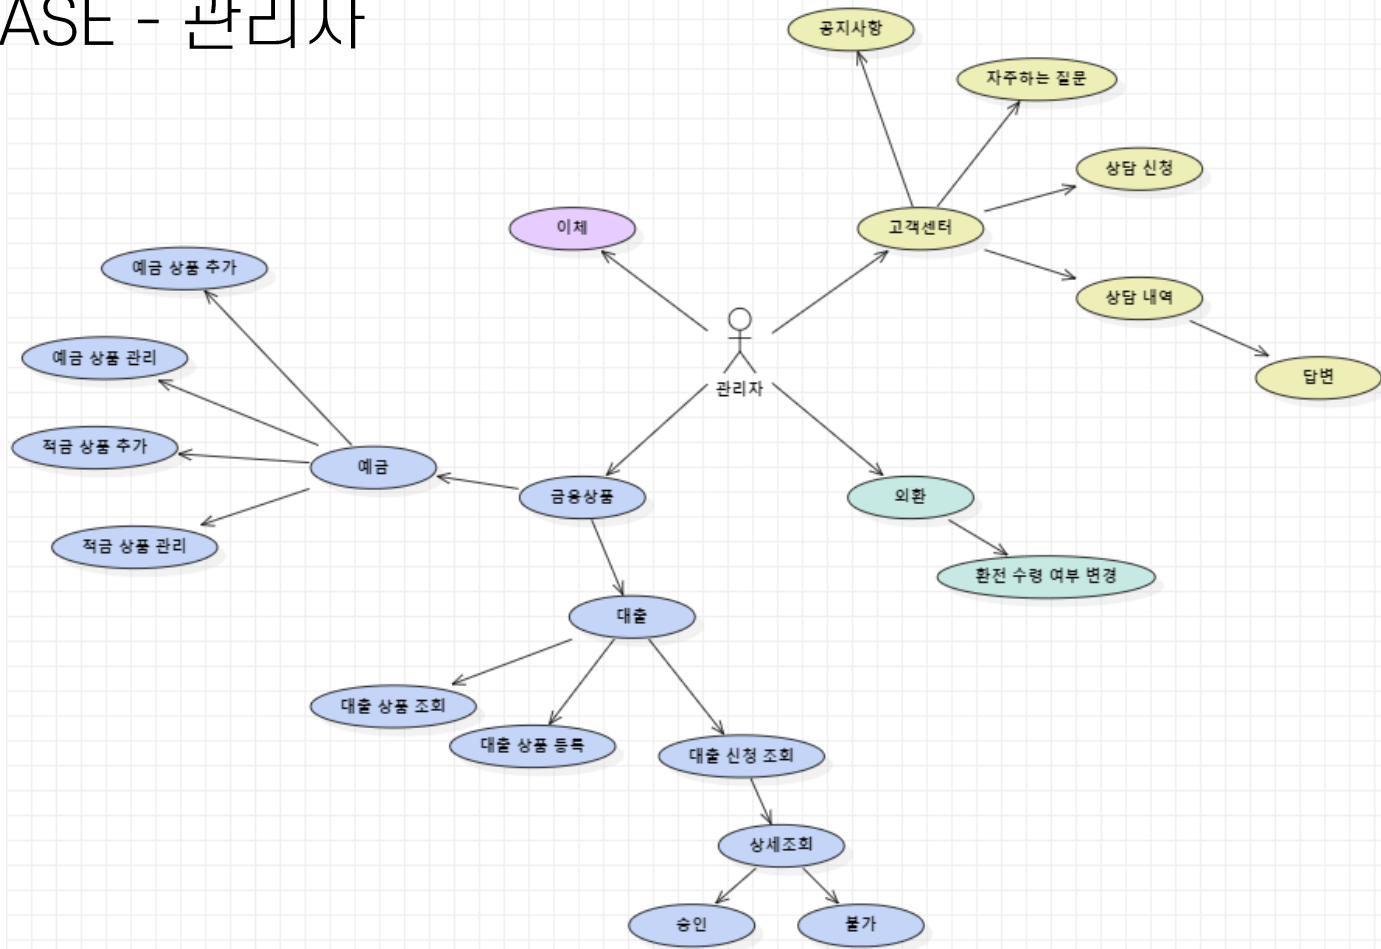 ASE - 관리자
공지사항
자주하는 질문
상담 신청
이체
고객센터
예금 상품 추가
상담 내역
예금 상품 관리
답변
관리자
적금 상품 추가
예금
금융상품
외환
적금 상품 관리
환전 수령 여부 변경
대출
대출 상품 조회
대출 상품 등록
대출 신청 조회
상세조회
승인
불가